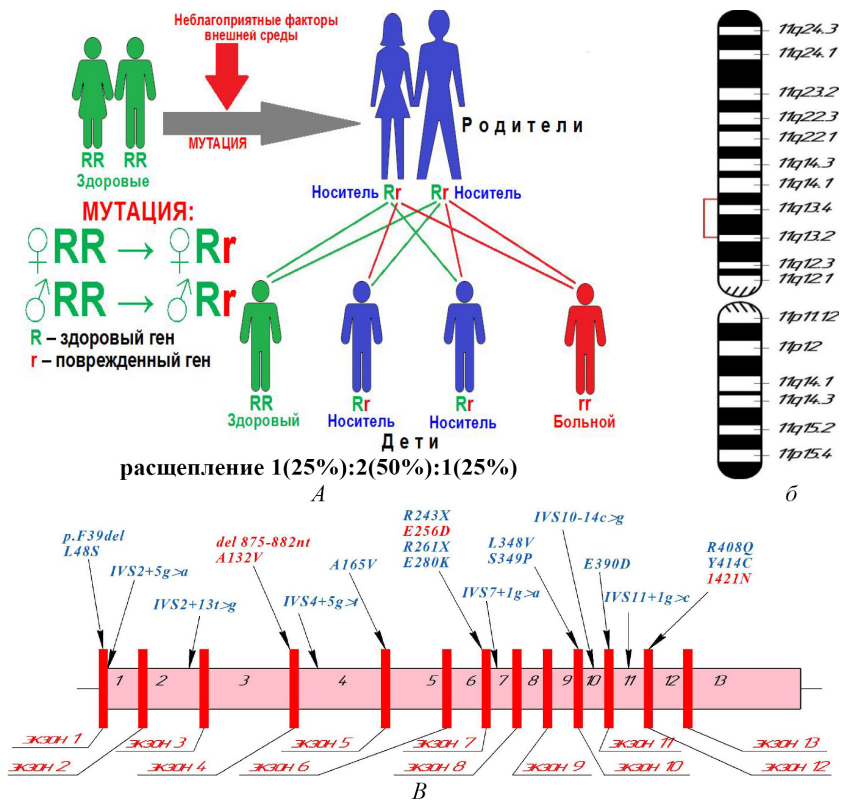 Неблагоприятные факторы
внешней среды
МУТАЦИЯ
Родители
RR RR
Здоровые
Носитель Rr Rr Носитель
МУТАЦИЯ:
♀RR → ♀Rr
♂RR → ♂Rr
R – здоровый ген
r – поврежденный ген
RR
Здоровый
Rr
Носитель
Rr
Носитель
rr
Больной
Дети
расщепление 1(25%):2(50%):1(25%)
А
11q24.3
11q24.1
11q23.2
11q22.3
11q22.1
11q14.3
11q14.1
11q13.4
11q13.2
11q12.3
11q12.1
11p11.12
11p12
11q14.1
11q14.3
11q15.2
11p15.4
б
p.F39del
L48S
IVS2+5g>a
IVS2+13t>g
del 875-882nt
A132V
IVS4+5g>t
A165V
R243X
E256D
R261X
E280K
IVS7+1g>a
L348V
S349P
IVS10-14c>g
E390D
IVS11+1g>c
R408Q
Y414C
1421N
1 2 3 4 5 6 7 8 9 10 11 12 13
экзон 1
экзон 2
экзон 3
экзон 4
экзон 5
экзон 6
экзон 7
экзон 8
экзон 9
экзон 10
экзон 11
экзон 12
экзон 13
В